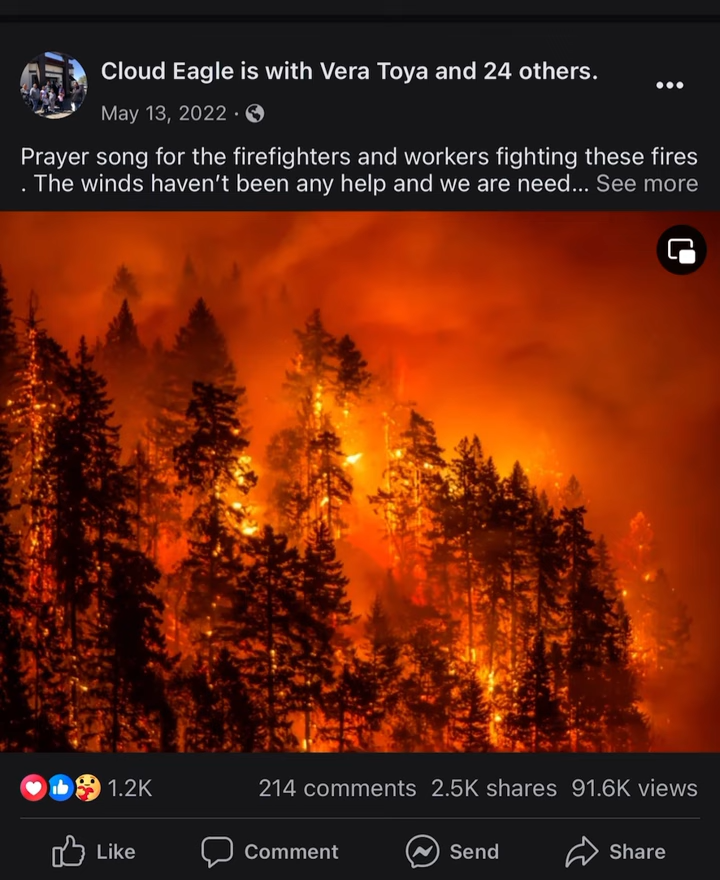 Cloud Eagle is with Vera Toya and 24 others.
May 13, 2022 ·
Prayer song for the firefighters and workers fighting these fires
. The winds haven’t been any help and we are need... See more
1.2K 214 comments 2.5K shares 91.6K views
Like Comment Send Share